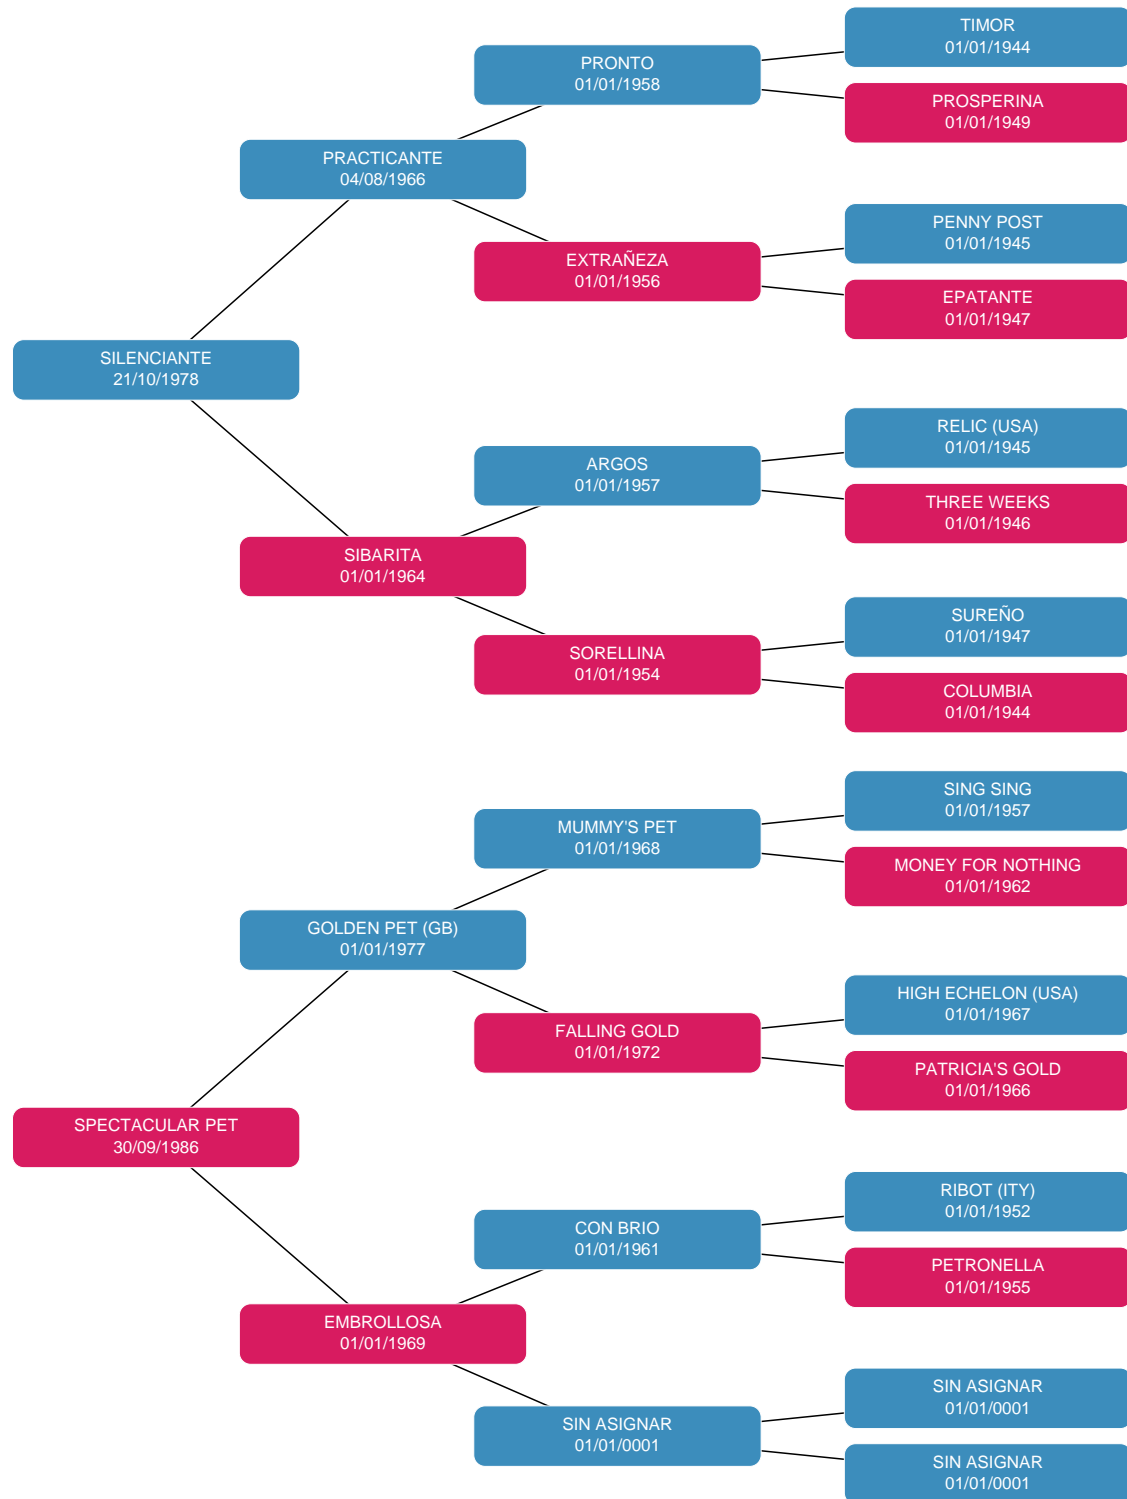 TIMOR
01/01/1944
PRONTO
01/01/1958
PROSPERINA
01/01/1949
PRACTICANTE
04/08/1966
PENNY POST
01/01/1945
EXTRAÑEZA
01/01/1956
EPATANTE
01/01/1947
SILENCIANTE
21/10/1978
RELIC (USA)
01/01/1945
ARGOS
01/01/1957
THREE WEEKS
01/01/1946
SIBARITA
01/01/1964
SUREÑO
01/01/1947
SORELLINA
01/01/1954
COLUMBIA
01/01/1944
SING SING
01/01/1957
MUMMY'S PET
01/01/1968
MONEY FOR NOTHING
01/01/1962
GOLDEN PET (GB)
01/01/1977
HIGH ECHELON (USA)
01/01/1967
FALLING GOLD
01/01/1972
PATRICIA'S GOLD
01/01/1966
SPECTACULAR PET
30/09/1986
RIBOT (ITY)
01/01/1952
CON BRIO
01/01/1961
PETRONELLA
01/01/1955
EMBROLLOSA
01/01/1969
SIN ASIGNAR
01/01/0001
SIN ASIGNAR
01/01/0001
SIN ASIGNAR
01/01/0001